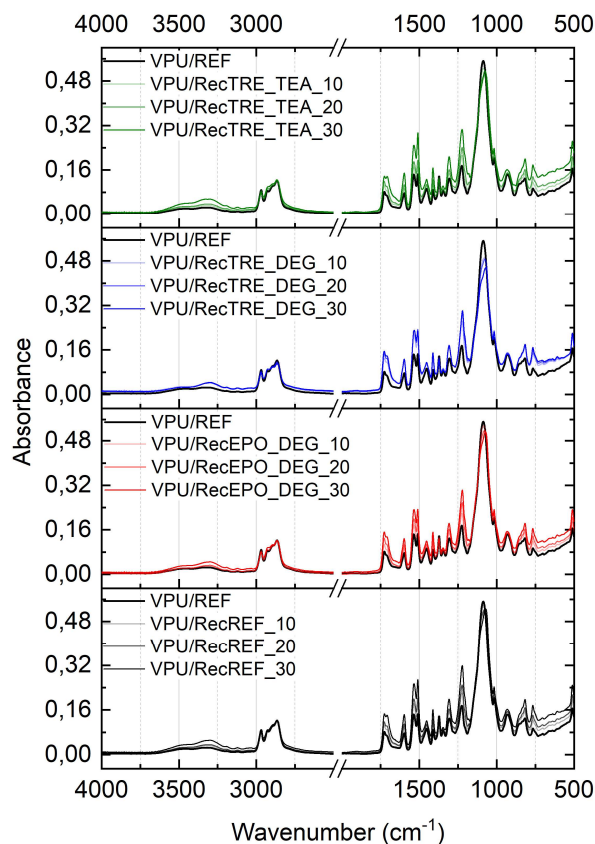 4000 3500 3000 1500 1000 500
VPU/REF
0,48
VPU/RecTRE_TEA_10
VPU/RecTRE_TEA_20
0,32
VPU/RecTRE_TEA_30
0,16
0,00
VPU/REF
0,48
VPU/RecTRE_DEG_10
VPU/RecTRE_DEG_20
0,32
VPU/RecTRE_DEG_30
0,16
0,00
VPU/REF
0,48
VPU/RecEPO_DEG_10
VPU/RecEPO_DEG_20
0,32
VPU/RecEPO_DEG_30
0,16
0,00
VPU/REF
0,48
VPU/RecREF_10
VPU/RecREF_20
0,32
VPU/RecREF_30
0,16
0,00
Absorbance
4000 3500 3000 1500 1000 500
Wavenumber (cm⁻¹)